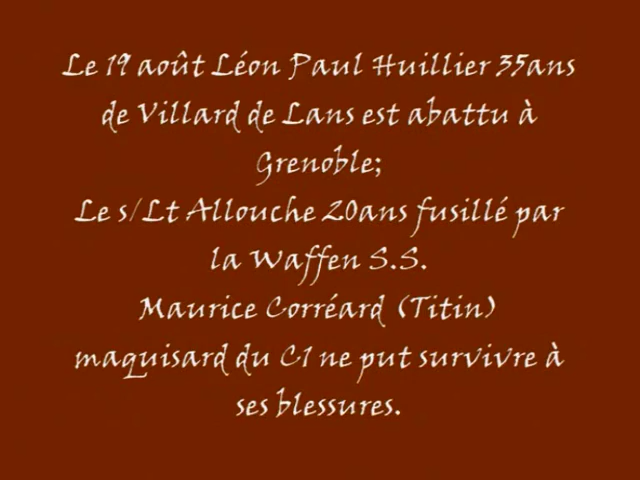 Le 19 août Léon Paul Huillier 35ans
de Villard de Lans est abattu à
Grenoble;
Le s/Lt Allouche 20ans fusillé par
la Waffen S.S.
Maurice Corréard (Titin)
maquisard du C1 ne put survivre à
ses blessures.